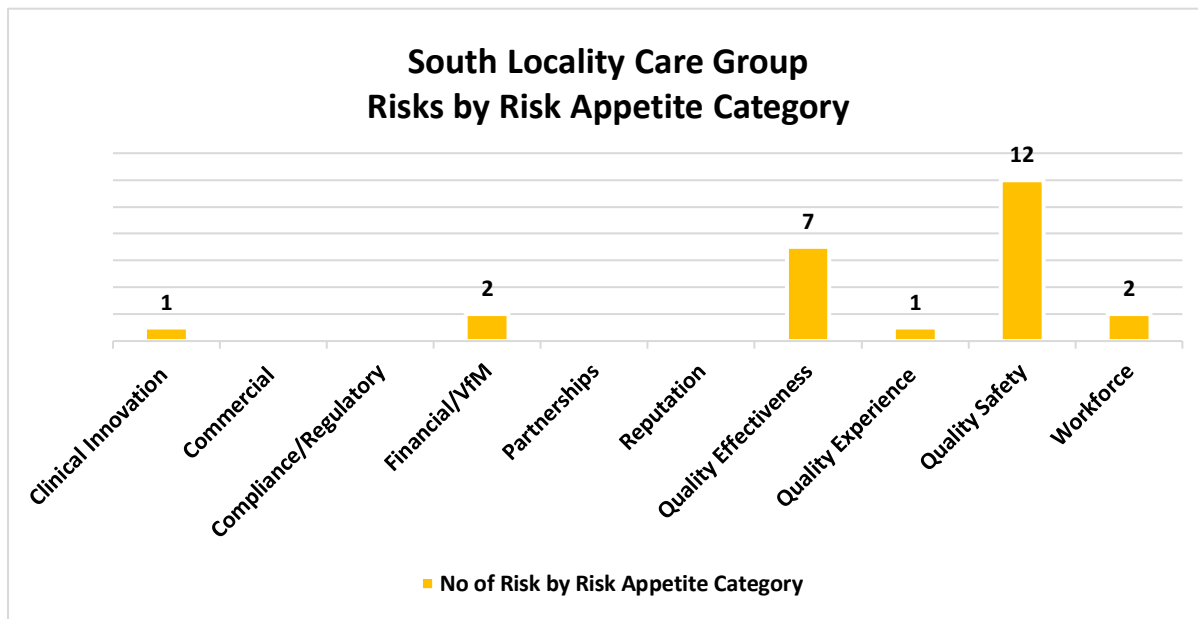 South Locality Care Group
Risks by Risk Appetite Category
1
2
7
1
12
2
Clinical Innovation
Commercial
Compliance/Regulatory
Financial/VfM
Partnerships
Reputation
Quality Effectiveness
Quality Experience
Quality Safety
Workforce
No of Risk by Risk Appetite Category